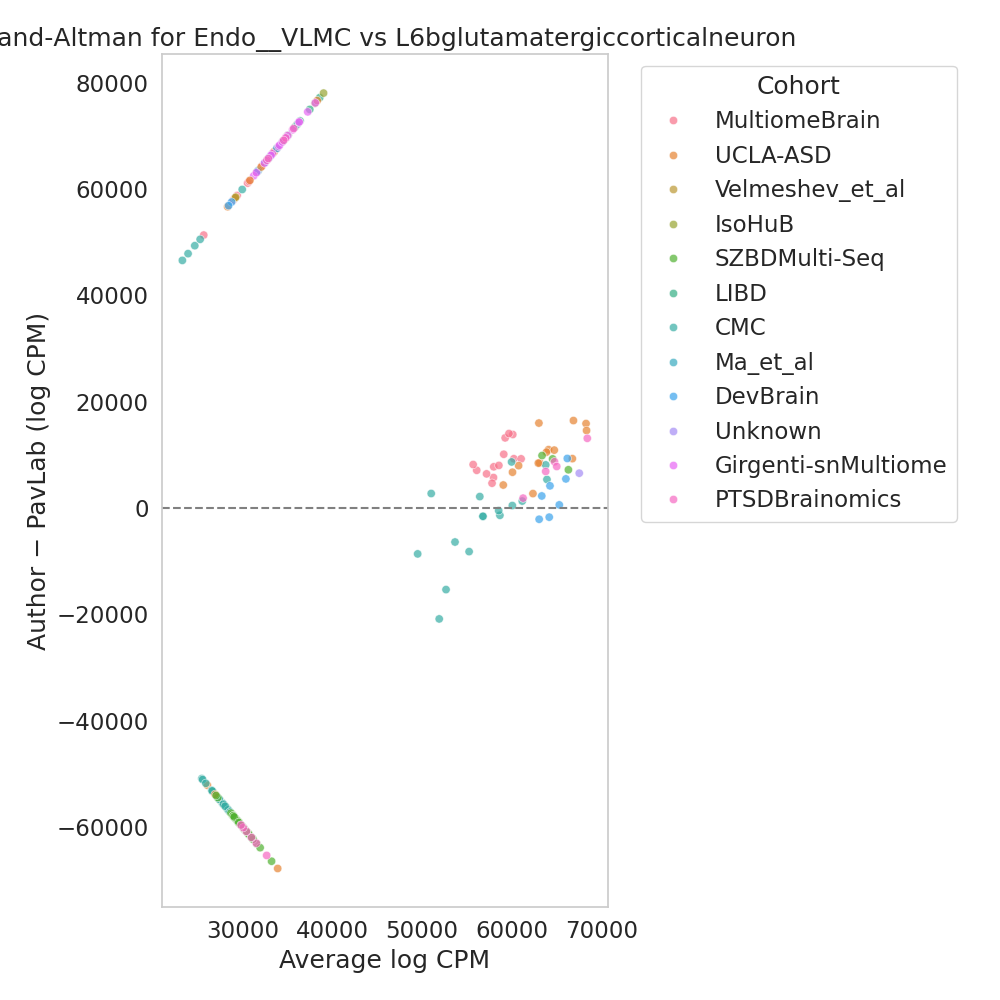 and-Altman for Endo__VLMC vs L6bglutamatergiccorticalneuron
80000
60000
40000
20000
0
−20000
−40000
−60000
Author − PavLab (log CPM)
30000 40000 50000 60000 70000
Average log CPM
Cohort
MultiomeBrain
UCLA-ASD
Velmeshev_et_al
IsoHuB
SZBDMulti-Seq
LIBD
CMC
Ma_et_al
DevBrain
Unknown
Girgenti-snMultiome
PTSDBrainomics